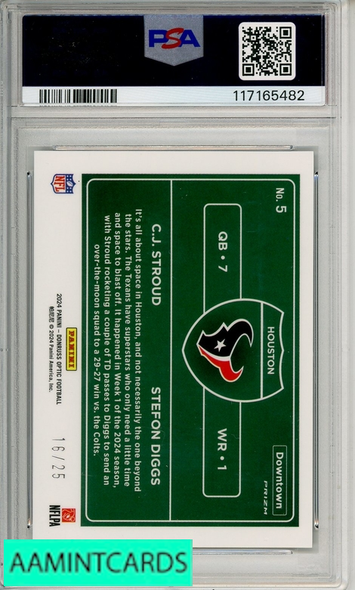 PSA
117165482
No. 5
QB • 7
HOUSTON
WR • 1
Downtown
PRIZM
C.J. STROUD
STEFON DIGGS
It's all about space in Houston, and not necessarily the one beyond
the stars. The Texans have superstars who only need a little time
and space to blast off. It happened in Week 1 of the 2024 season,
with Stroud rocketing a couple of TD passes to Diggs to send an
over-the-moon squad to a 29-27 win vs. the Colts.
NFL
PANINI
2024 PANINI – DONRUSS OPTIC FOOTBALL
© 2024 Panini America, Inc.
16/25
NFLPA
AAMINTCARDS